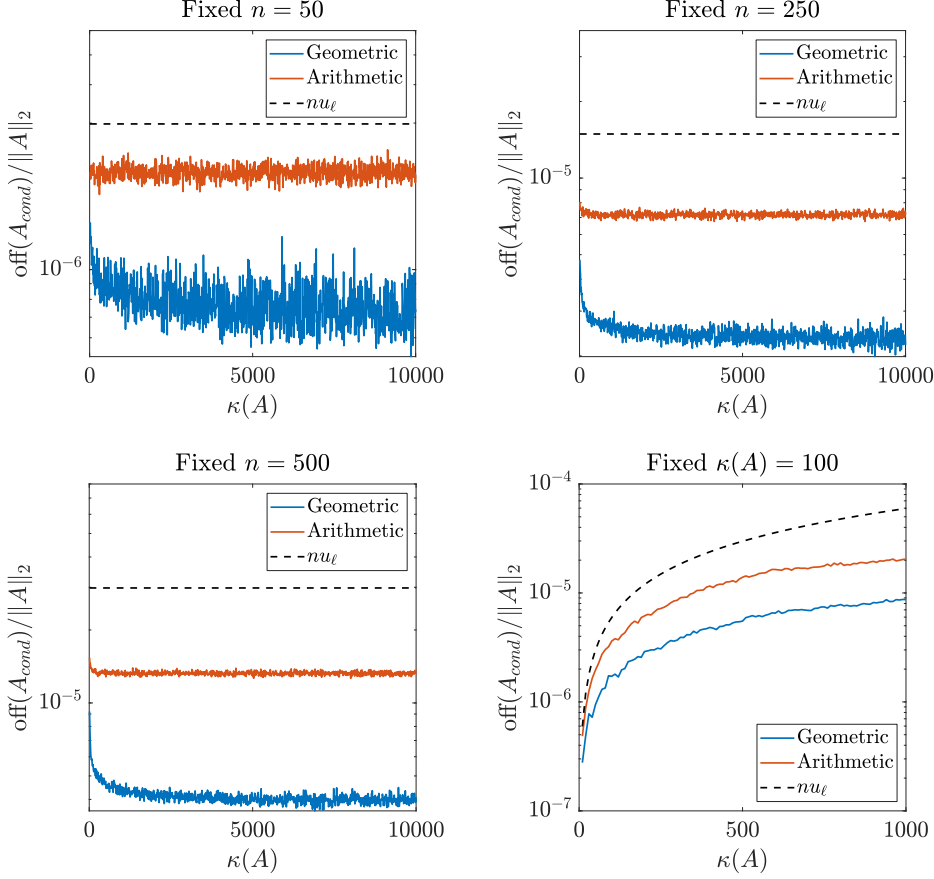 Fixed n = 50
off(A_cond)/||A||_2
10^-6
Geometric
Arithmetic
nu_ℓ
0 5000 10000
κ(A)
Fixed n = 250
off(A_cond)/||A||_2
10^-5
Geometric
Arithmetic
nu_ℓ
0 5000 10000
κ(A)
Fixed n = 500
off(A_cond)/||A||_2
10^-5
Geometric
Arithmetic
nu_ℓ
0 5000 10000
κ(A)
Fixed κ(A) = 100
off(A_cond)/||A||_2
10^-4
10^-5
10^-6
10^-7
Geometric
Arithmetic
nu_ℓ
0 500 1000
κ(A)